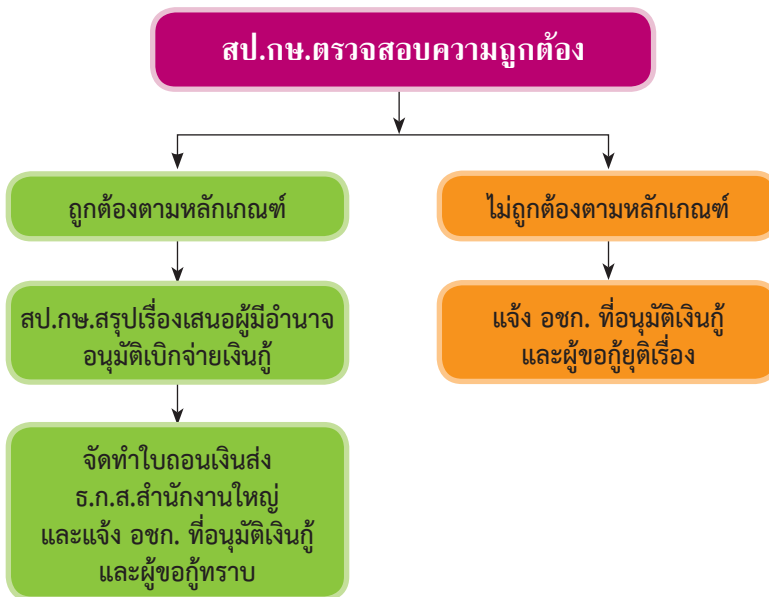 สป.กษ.ตรวจสอบความถูกต้อง
ถูกต้องตามหลักเกณฑ์
ไม่ถูกต้องตามหลักเกณฑ์
สป.กษ.สรุปเรื่องเสนอผู้มีอำนาจ
อนุมัติเบิกจ่ายเงินกู้
แจ้ง อชก. ที่อนุมัติเงินกู้
และผู้ขอกู้ยุติเรื่อง
จัดทำใบถอนเงินส่ง
ธ.ก.ส.สำนักงานใหญ่
และแจ้ง อชก. ที่อนุมัติเงินกู้
และผู้ขอกู้ทราบ